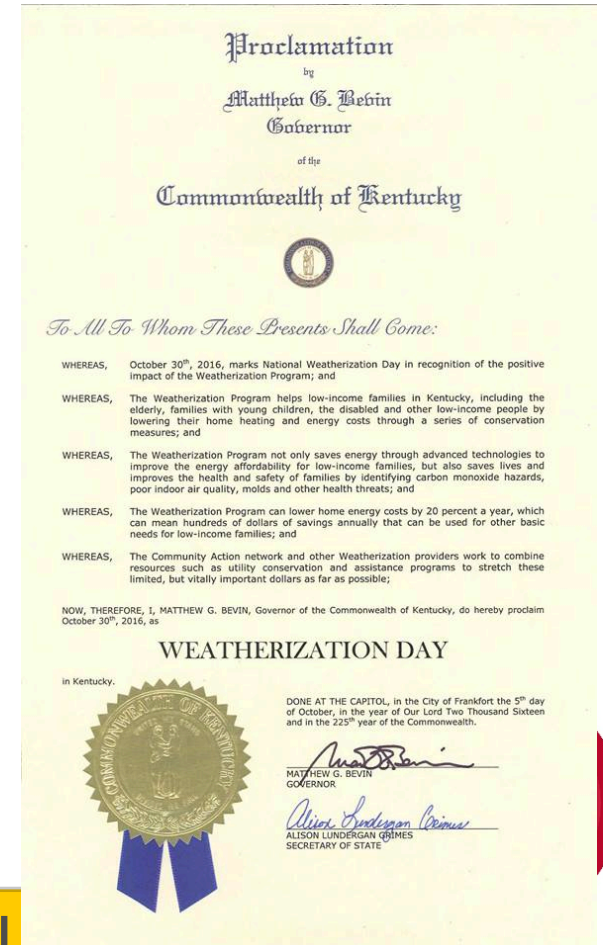 Proclamation
by
Matthew G. Bevin
Governor
of the
Commonwealth of Kentucky
To All To Whom These Presents Shall Come:
WHEREAS, October 30th, 2016, marks National Weatherization Day in recognition of the positive
impact of the Weatherization Program; and
WHEREAS, The Weatherization Program helps low-income families in Kentucky, including the
elderly, families with young children, the disabled and other low-income people by
lowering their home heating and energy costs through a series of conservation
measures; and
WHEREAS, The Weatherization Program not only saves energy through advanced technologies to
improve the energy affordability for low-income families, but also saves lives and
improves the health and safety of families by identifying carbon monoxide hazards,
poor indoor air quality, molds and other health threats; and
WHEREAS, The Weatherization Program can lower home energy costs by 20 percent a year, which
can mean hundreds of dollars of savings annually that can be used for other basic
needs for low-income families; and
WHEREAS, The Community Action network and other Weatherization providers work to combine
resources such as utility conservation and assistance programs to stretch these
limited, but vitally important dollars as far as possible;
NOW, THEREFORE, I, MATTHEW G. BEVIN, Governor of the Commonwealth of Kentucky, do hereby proclaim
October 30th, 2016, as
WEATHERIZATION DAY
in Kentucky.
COMMONWEALTH OF KENTUCKY
DONE AT THE CAPITOL, in the City of Frankfort the 5th day
of October, in the year of Our Lord Two Thousand Sixteen
and in the 225th year of the Commonwealth.
MATTHEW G. BEVIN
GOVERNOR
Alison Lundergan Grimes
ALISON LUNDERGAN GRIMES
SECRETARY OF STATE